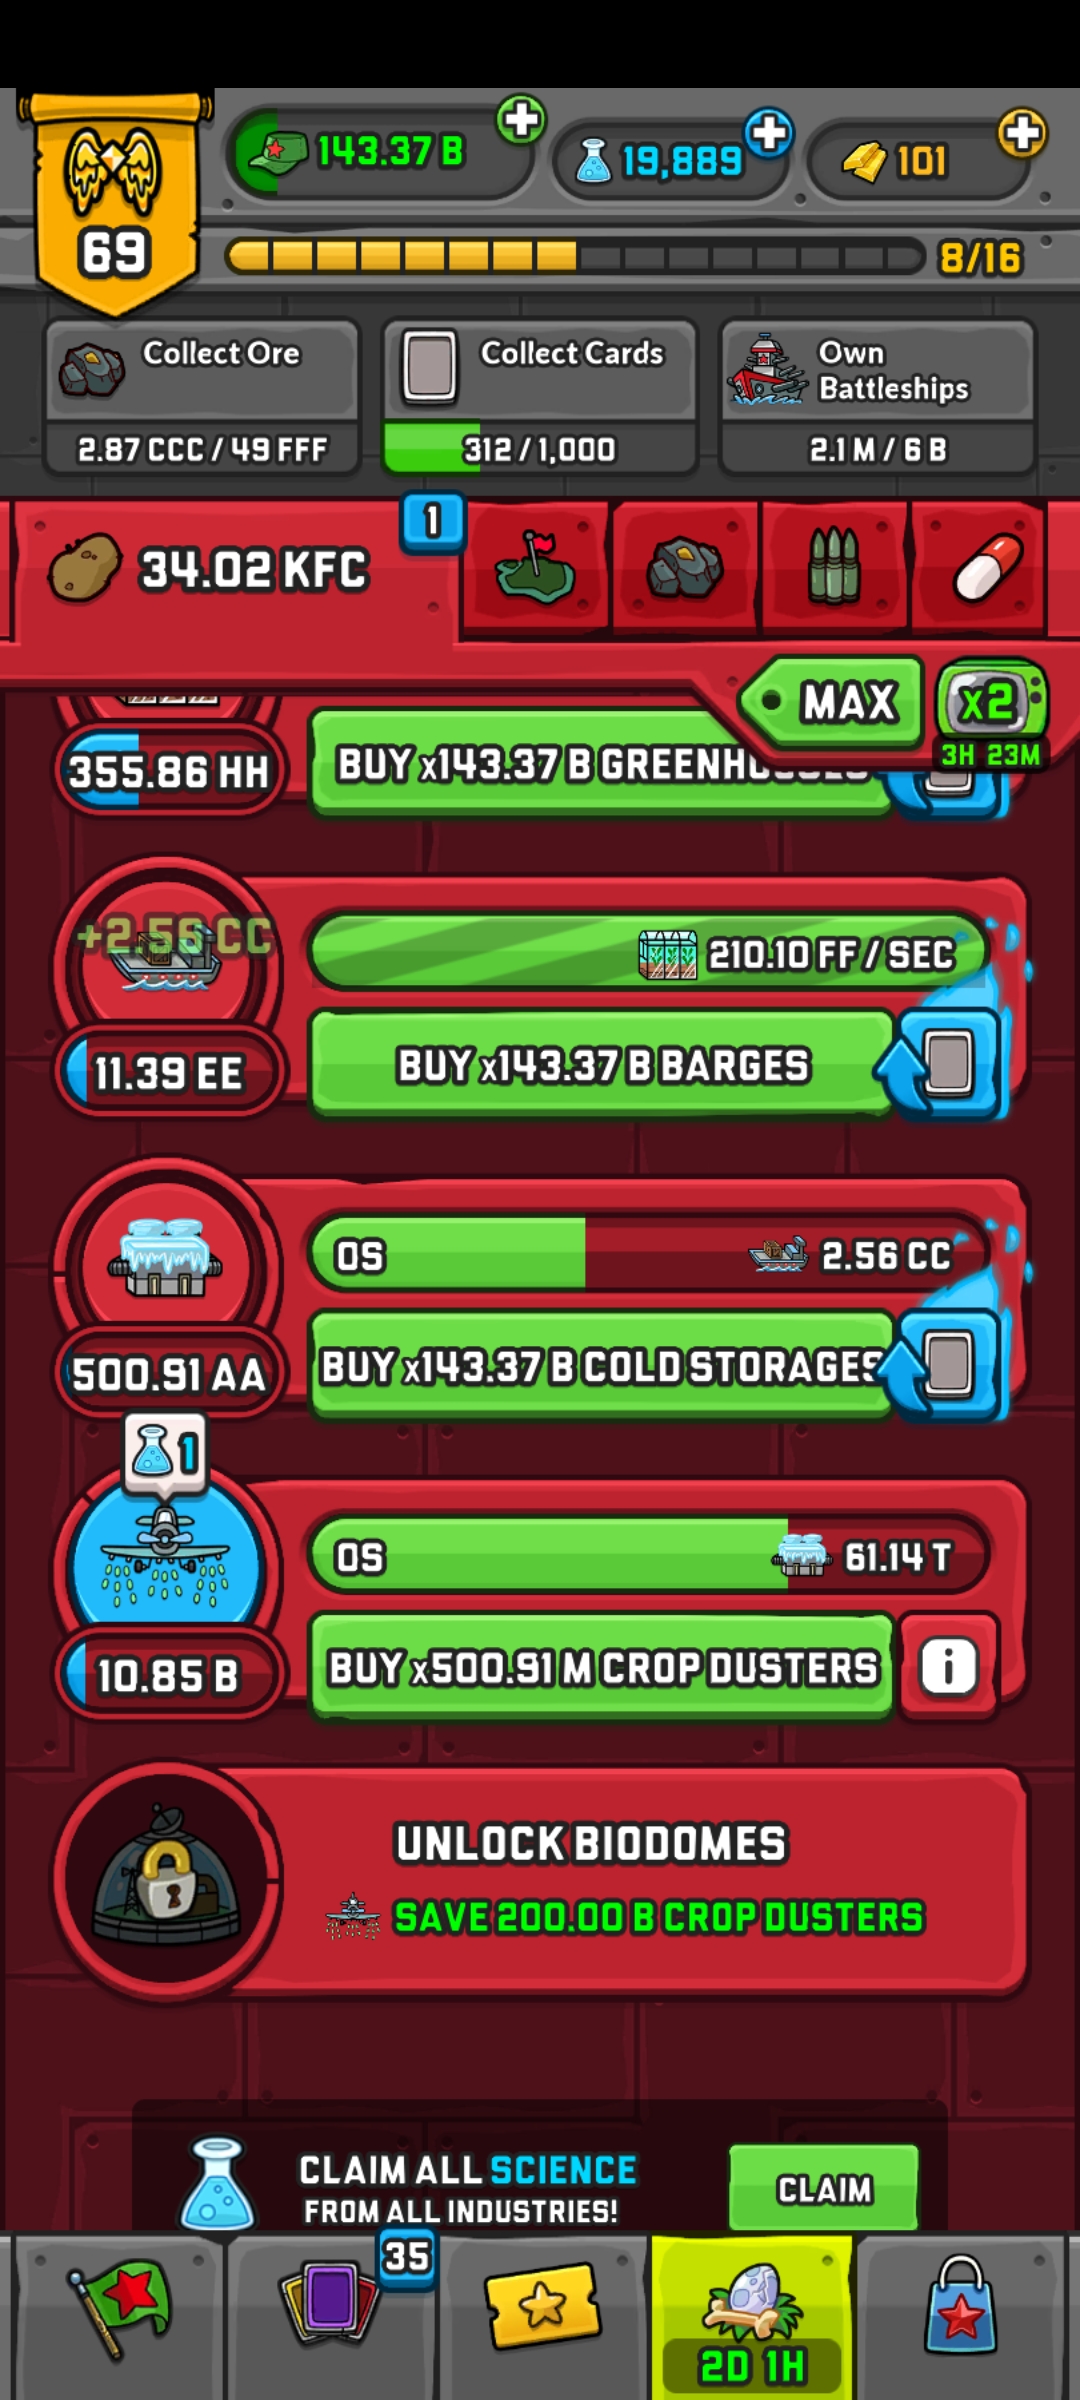 143.37 B
19,889
101
69
8/16
Collect Ore
2.87 CCC / 49 FFF
Collect Cards
312 / 1,000
Own
Battleships
2.1 M / 6 B
34.02 KFC
1
MAX
x2
3H 23M
355.86 HH
BUY x143.37 B GREENHOUSES
+2.56 CC
210.10 FF / SEC
11.39 EE
BUY x143.37 B BARGES
0S
2.56 CC
500.91 AA
BUY x143.37 B COLD STORAGES
1
0S
61.14 T
10.85 B
BUY x500.91 M CROP DUSTERS
i
UNLOCK BIODOMES
SAVE 200.00 B CROP DUSTERS
CLAIM ALL SCIENCE
FROM ALL INDUSTRIES!
CLAIM
35
2D 1H